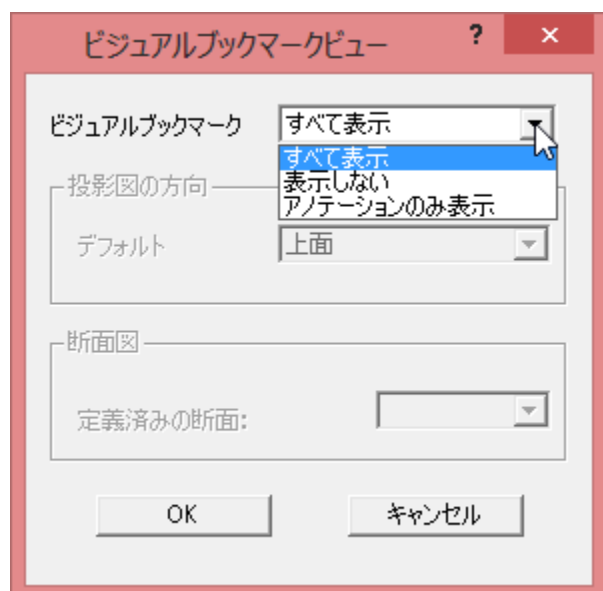 ビジュアルブックマークビュー ? ×
ビジュアルブックマーク すべて表示
すべて表示
表示しない
アノテーションのみ表示
投影図の方向
デフォルト 上面
断面図
定義済みの断面:
OK キャンセル